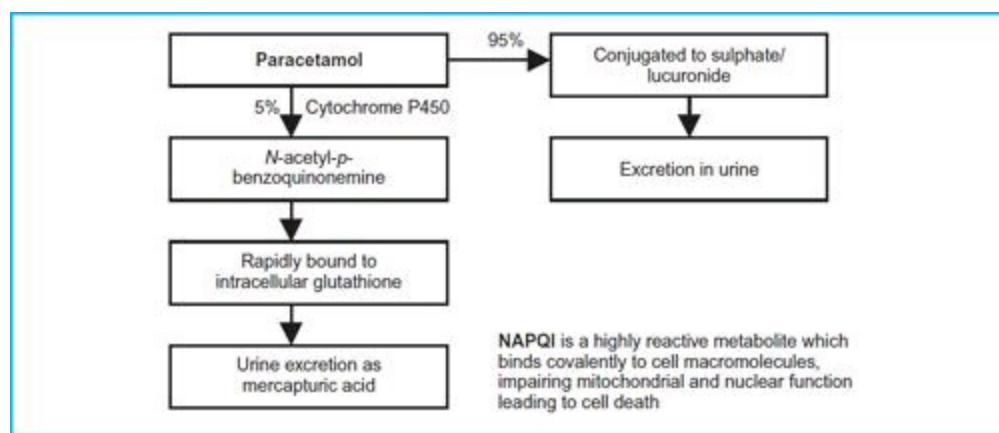 Paracetamol
95%
Conjugated to sulphate/
lucuronide
5%
Cytochrome P450
N-acetyl-p-
benzoquinonemine
Excretion in urine
Rapidly bound to
intracellular glutathione
Urine excretion as
mercapturic acid
NAPQI is a highly reactive metabolite which
binds covalently to cell macromolecules,
impairing mitochondrial and nuclear function
leading to cell death